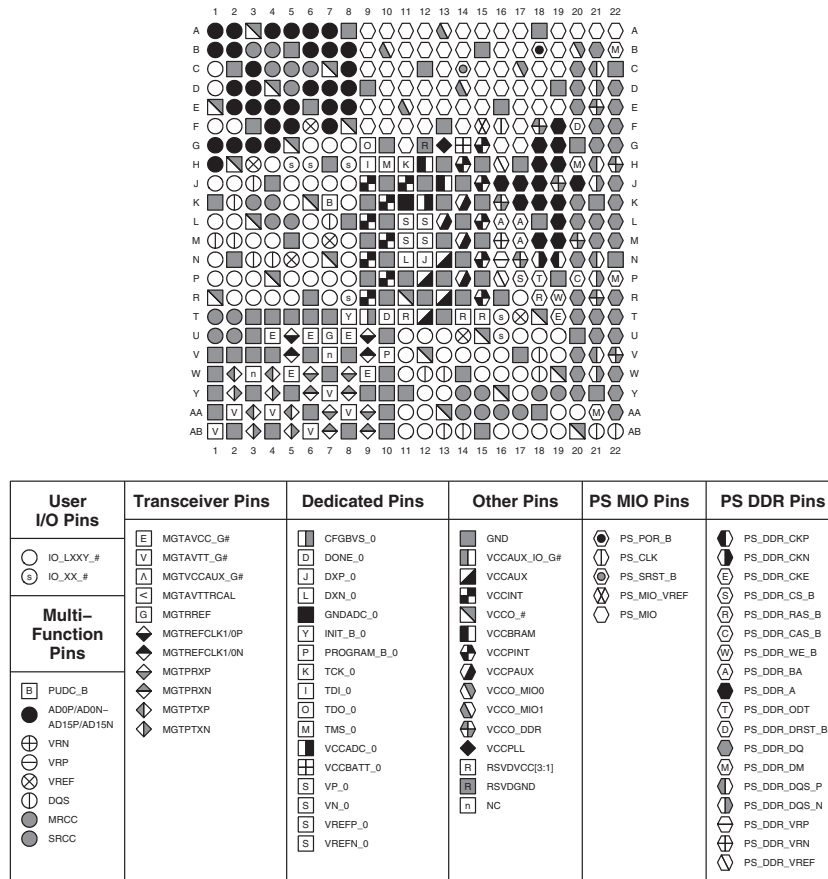 1 2 3 4 5 6 7 8 9 10 11 12 13 14 15 16 17 18 19 20 21 22
A A
B M B
C C
D D
E E
F D F
G O R G
H s s s I M K M H
J J
K B K
L S S A A L
M S S A M
N L J N
P S T C M P
R s R W R
T Y D R R R s E T
U E E G E s U
V n P V
W n E E W
Y V Y
AA V V V M AA
AB V V AB
1 2 3 4 5 6 7 8 9 10 11 12 13 14 15 16 17 18 19 20 21 22
User
I/O Pins
IO_LXXY_#
s IO_XX_#
Multi–
Function
Pins
B PUDC_B
AD0P/AD0N–
AD15P/AD15N
VRN
VRP
VREF
DQS
MRCC
SRCC
Transceiver Pins
E MGTAVCC_G#
V MGTAVTT_G#
MGTVCCAUX_G#
MGTAVTTRCAL
G MGTRREF
MGTREFCLK1/0P
MGTREFCLK1/0N
MGTPRXP
MGTPRXN
MGTPTXP
MGTPTXN
Dedicated Pins
CFGBVS_0
D DONE_0
J DXP_0
L DXN_0
GNDADC_0
Y INIT_B_0
P PROGRAM_B_0
K TCK_0
I TDI_0
O TDO_0
M TMS_0
VCCADC_0
VCCBATT_0
S VP_0
S VN_0
S VREFP_0
S VREFN_0
Other Pins
GND
VCCAUX_IO_G#
VCCAUX
VCCINT
VCCO_#
VCCBRAM
VCCPINT
VCCPAUX
VCCO_MIO0
VCCO_MIO1
VCCO_DDR
VCCPLL
R RSVDVCC[3:1]
R RSVDGND
n NC
PS MIO Pins
PS_POR_B
PS_CLK
PS_SRST_B
PS_MIO_VREF
PS_MIO
PS DDR Pins
PS_DDR_CKP
PS_DDR_CKN
E PS_DDR_CKE
S PS_DDR_CS_B
R PS_DDR_RAS_B
C PS_DDR_CAS_B
W PS_DDR_WE_B
A PS_DDR_BA
PS_DDR_A
T PS_DDR_ODT
D PS_DDR_DRST_B
PS_DDR_DQ
M PS_DDR_DM
PS_DDR_DQS_P
PS_DDR_DQS_N
PS_DDR_VRP
PS_DDR_VRN
PS_DDR_VREF